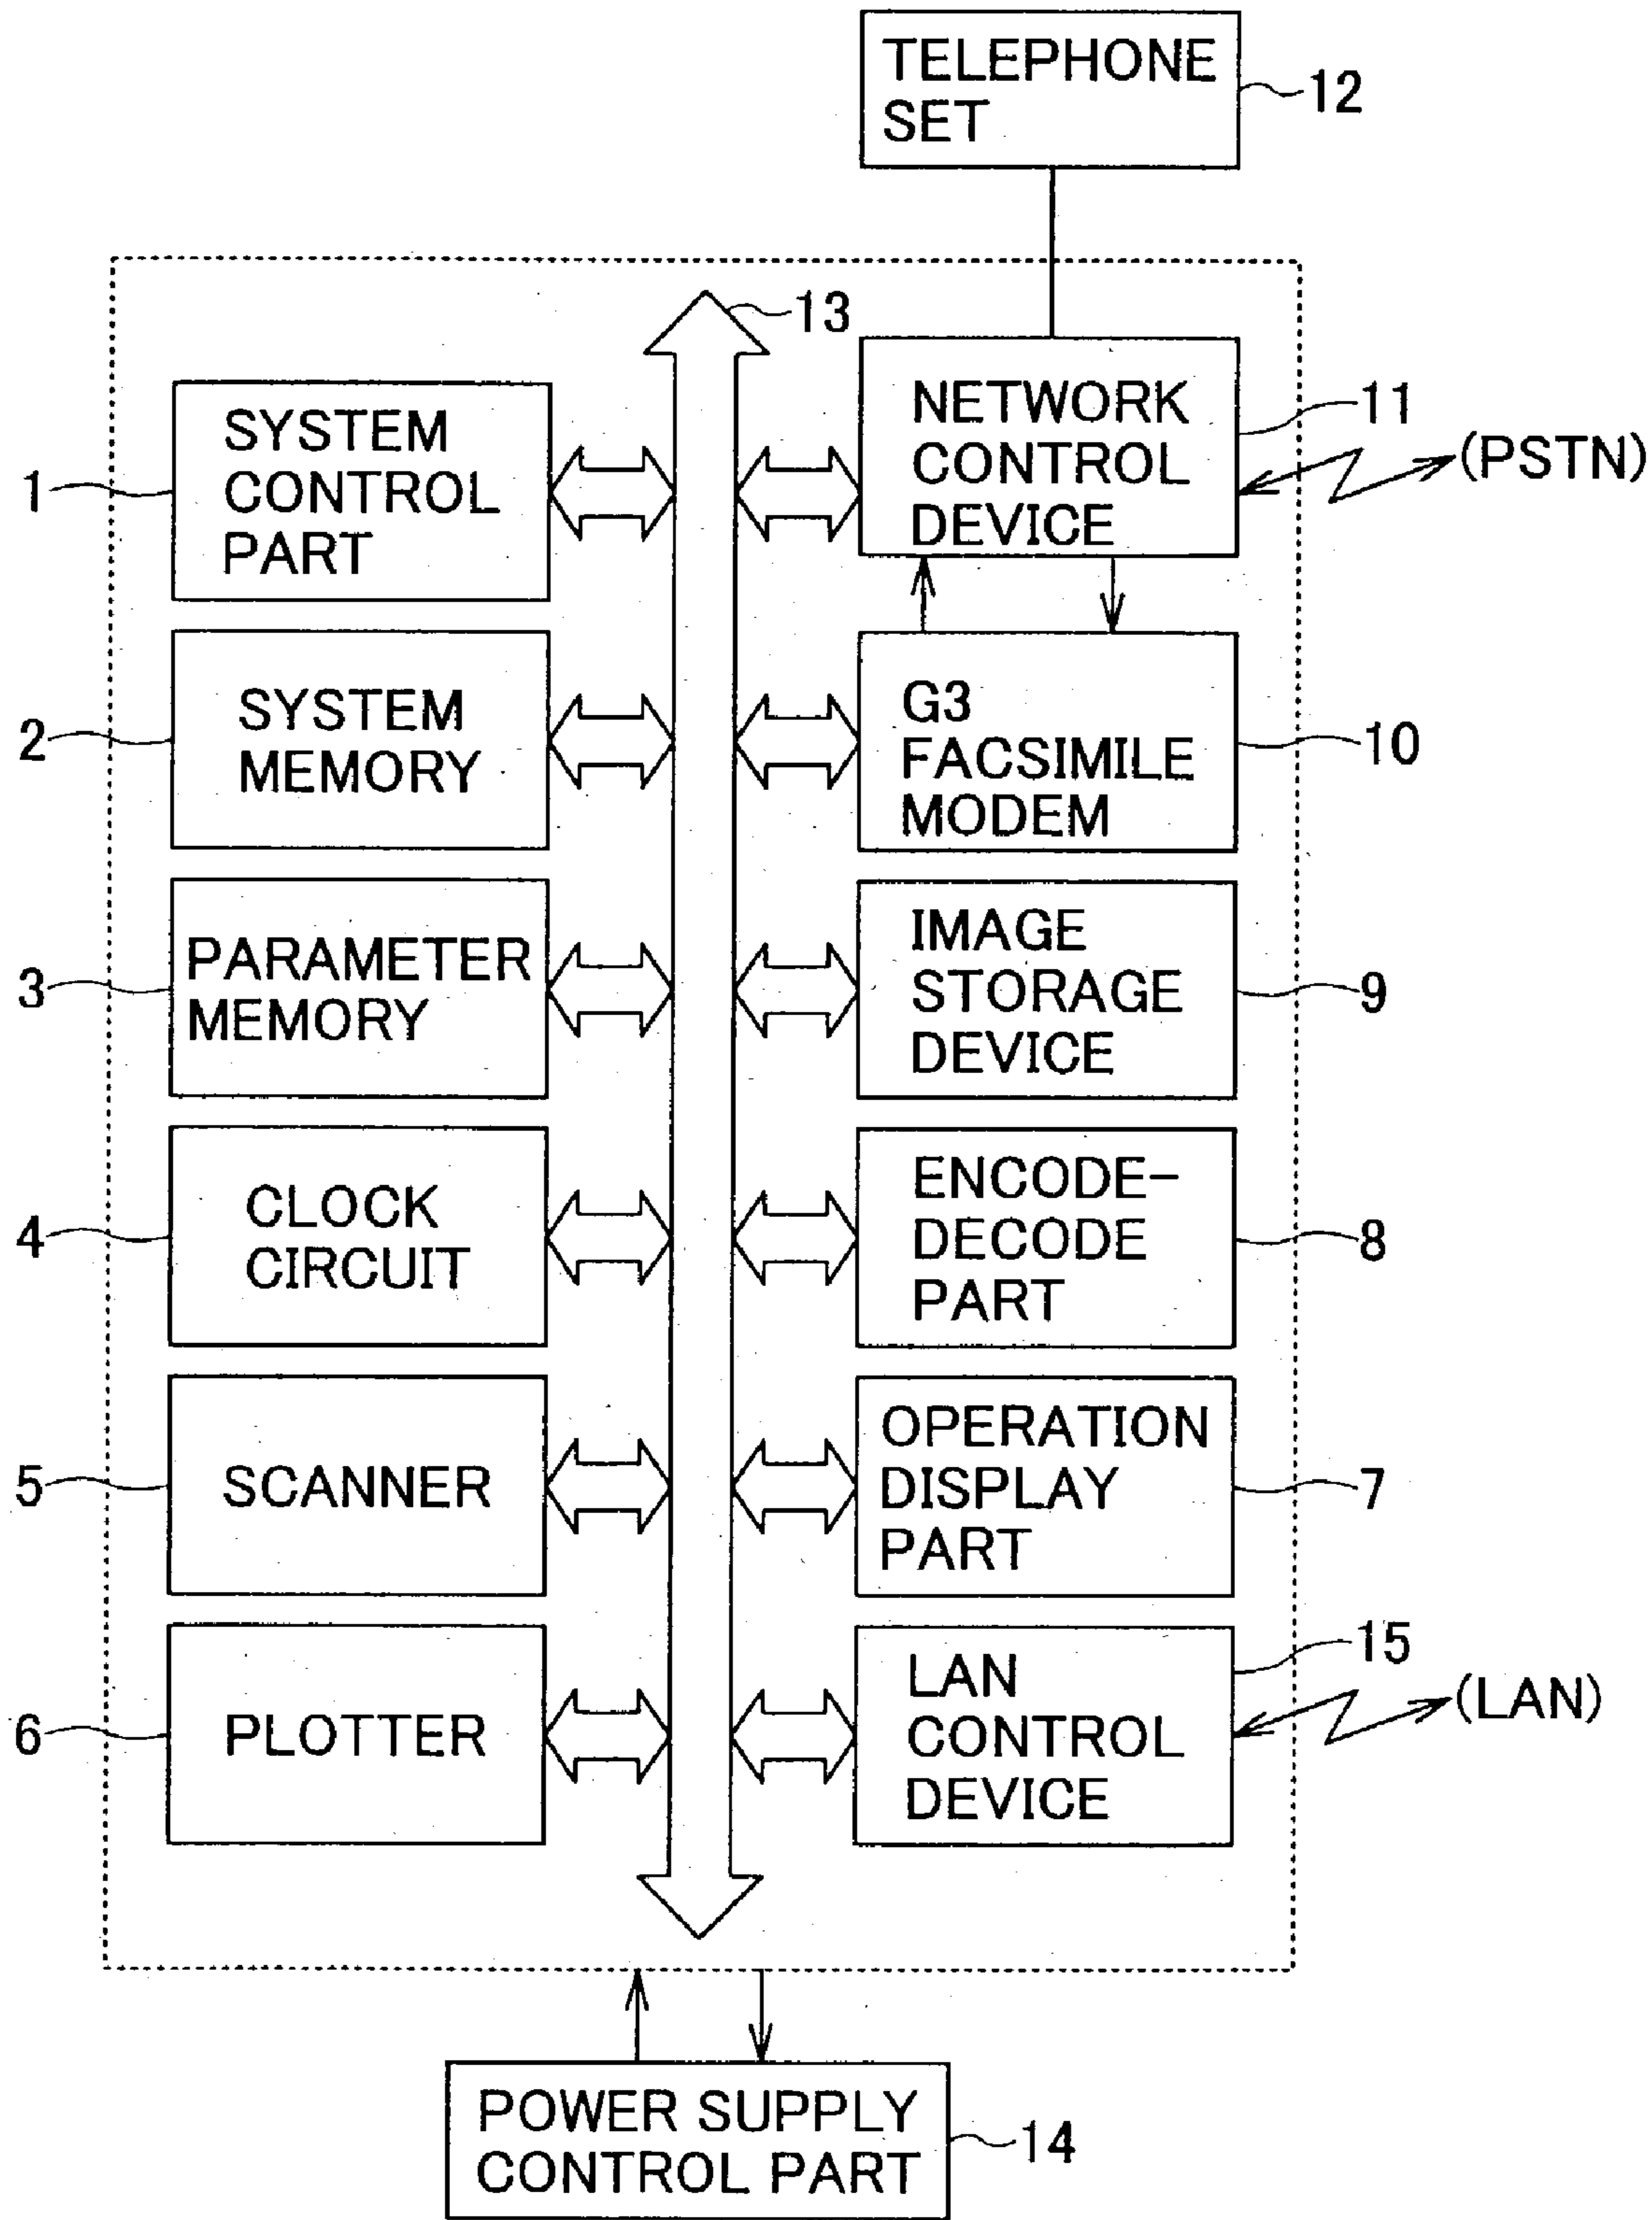 TELEPHONE
SET
12
13
SYSTEM
CONTROL
PART
1
NETWORK
CONTROL
DEVICE
11
(PSTN)
SYSTEM
MEMORY
2
G3
FACSIMILE
MODEM
10
PARAMETER
MEMORY
3
IMAGE
STORAGE
DEVICE
9
CLOCK
CIRCUIT
4
ENCODE-
DECODE
PART
8
SCANNER
5
OPERATION
DISPLAY
PART
7
PLOTTER
6
LAN
CONTROL
DEVICE
15
(LAN)
POWER SUPPLY
CONTROL PART
14